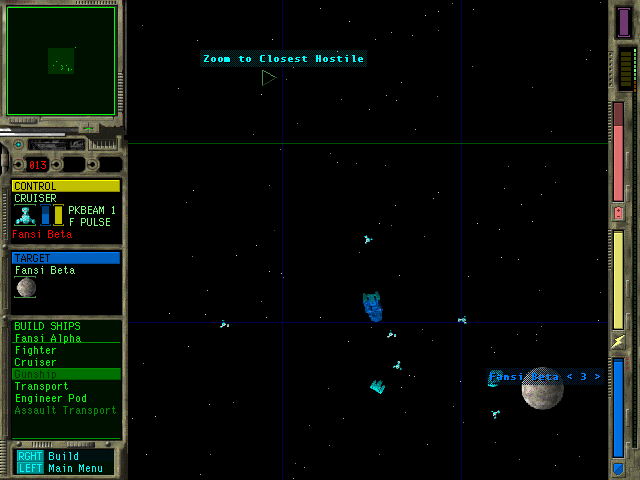 Zoom to Closest Hostile
013
CONTROL
CRUISER
PKBEAM 1
F PULSE
Fansi Beta
TARGET
Fansi Beta
BUILD SHIPS
Fansi Alpha
Fighter
Cruiser
Gunship
Transport
Engineer Pod
Assault Transport
Fansi Beta < 3 >
RGHT Build
LEFT Main Menu